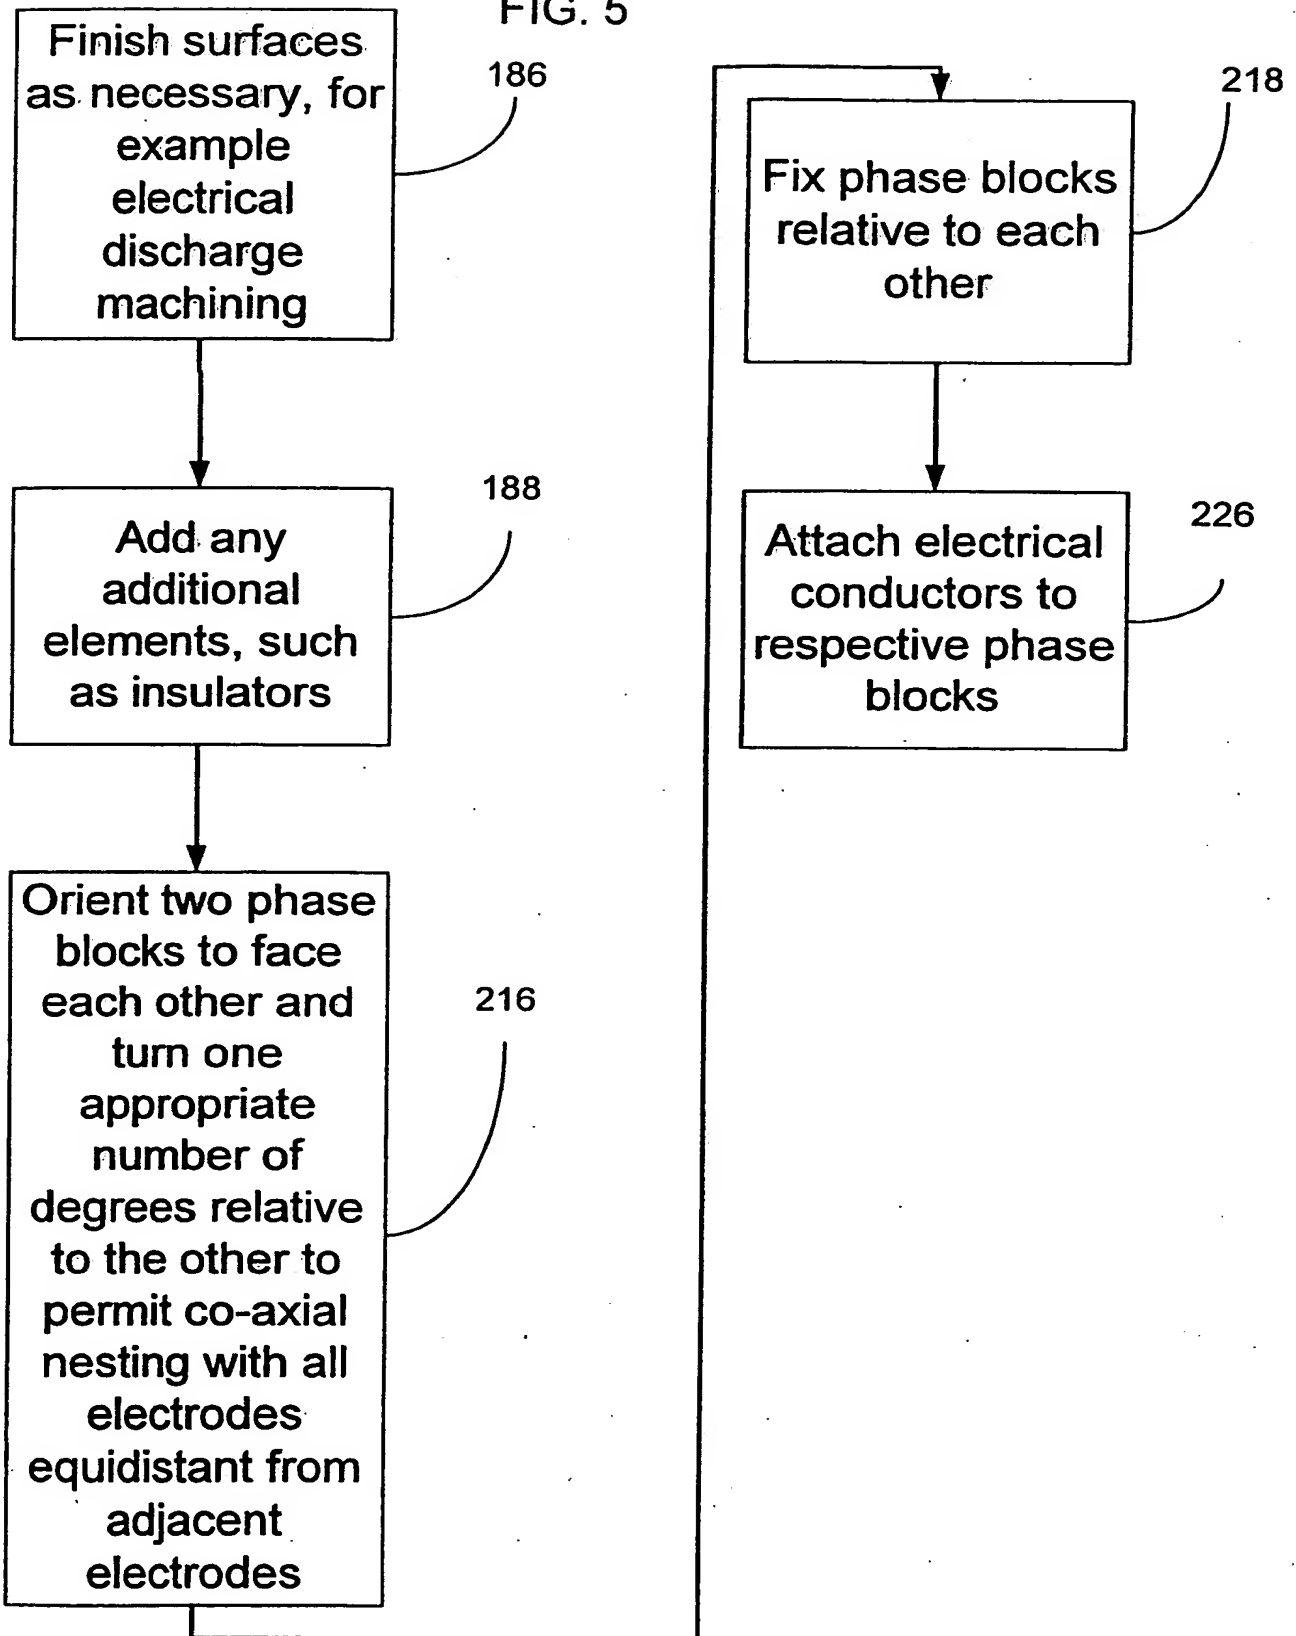 FIG. 5
Finish surfaces
as necessary, for
example
electrical
discharge
machining
186
Add any
additional
elements, such
as insulators
188
Orient two phase
blocks to face
each other and
turn one
appropriate
number of
degrees relative
to the other to
permit co-axial
nesting with all
electrodes
equidistant from
adjacent
electrodes
216
Fix phase blocks
relative to each
other
218
Attach electrical
conductors to
respective phase
blocks
226